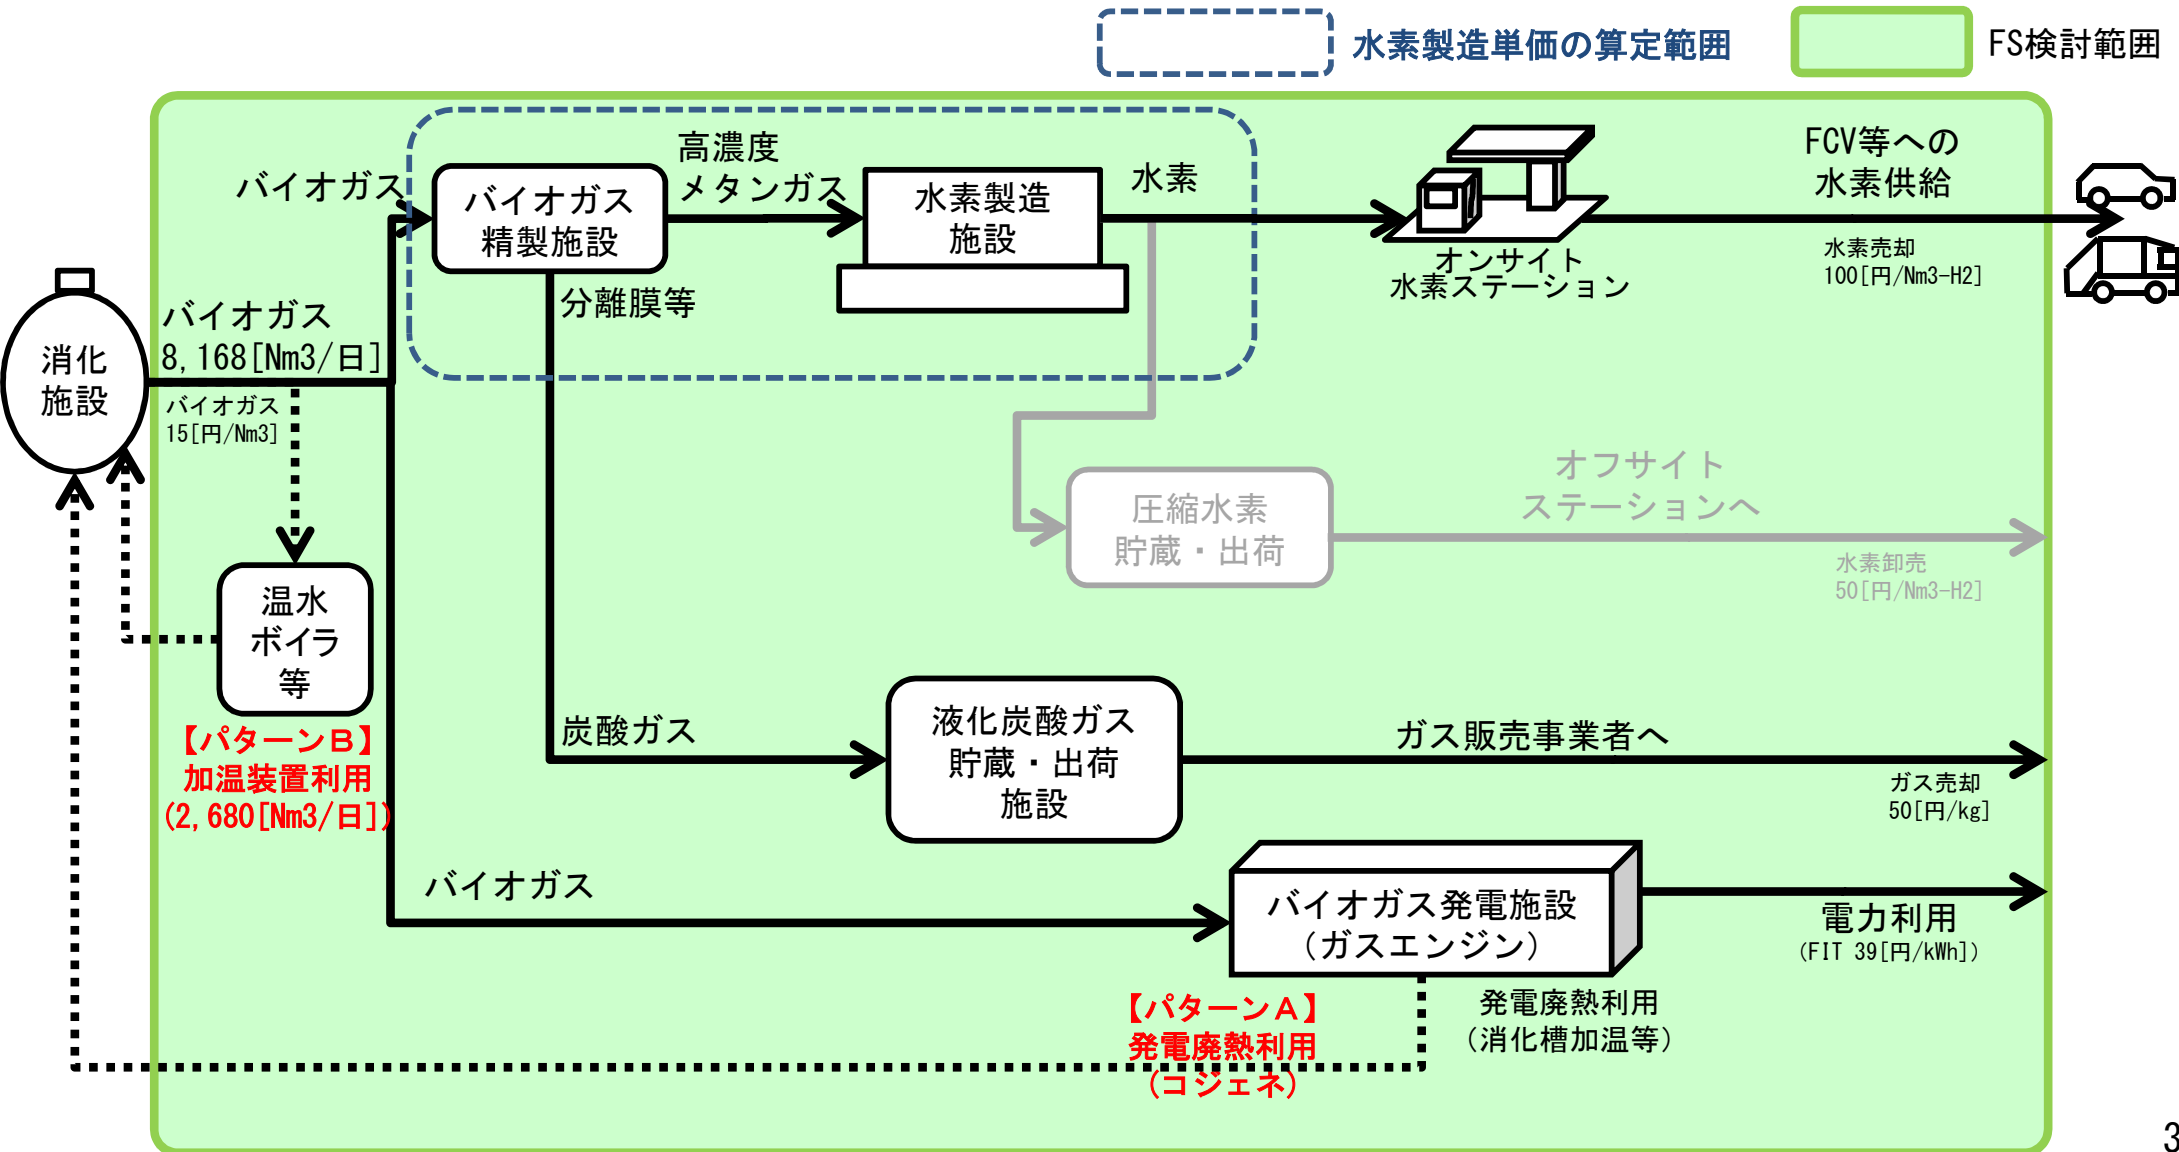 水素製造単価の算定範囲
FS検討範囲
バイオガス
バイオガス
精製施設
高濃度
メタンガス
水素製造
施設
水素
FCV等への
水素供給
水素売却
100[円/Nm3-H2]
オンサイト
水素ステーション
分離膜等
消化
施設
バイオガス
8,168[Nm3/日]
バイオガス
15[円/Nm3]
圧縮水素
貯蔵・出荷
オフサイト
ステーションへ
水素卸売
50[円/Nm3-H2]
温水
ボイラ
等
【パターンB】
加温装置利用
(2,680[Nm3/日])
炭酸ガス
液化炭酸ガス
貯蔵・出荷
施設
ガス販売事業者へ
ガス売却
50[円/kg]
バイオガス
バイオガス発電施設
(ガスエンジン)
電力利用
(FIT 39[円/kWh])
【パターンA】
発電廃熱利用
(コジェネ)
発電廃熱利用
(消化槽加温等)
3